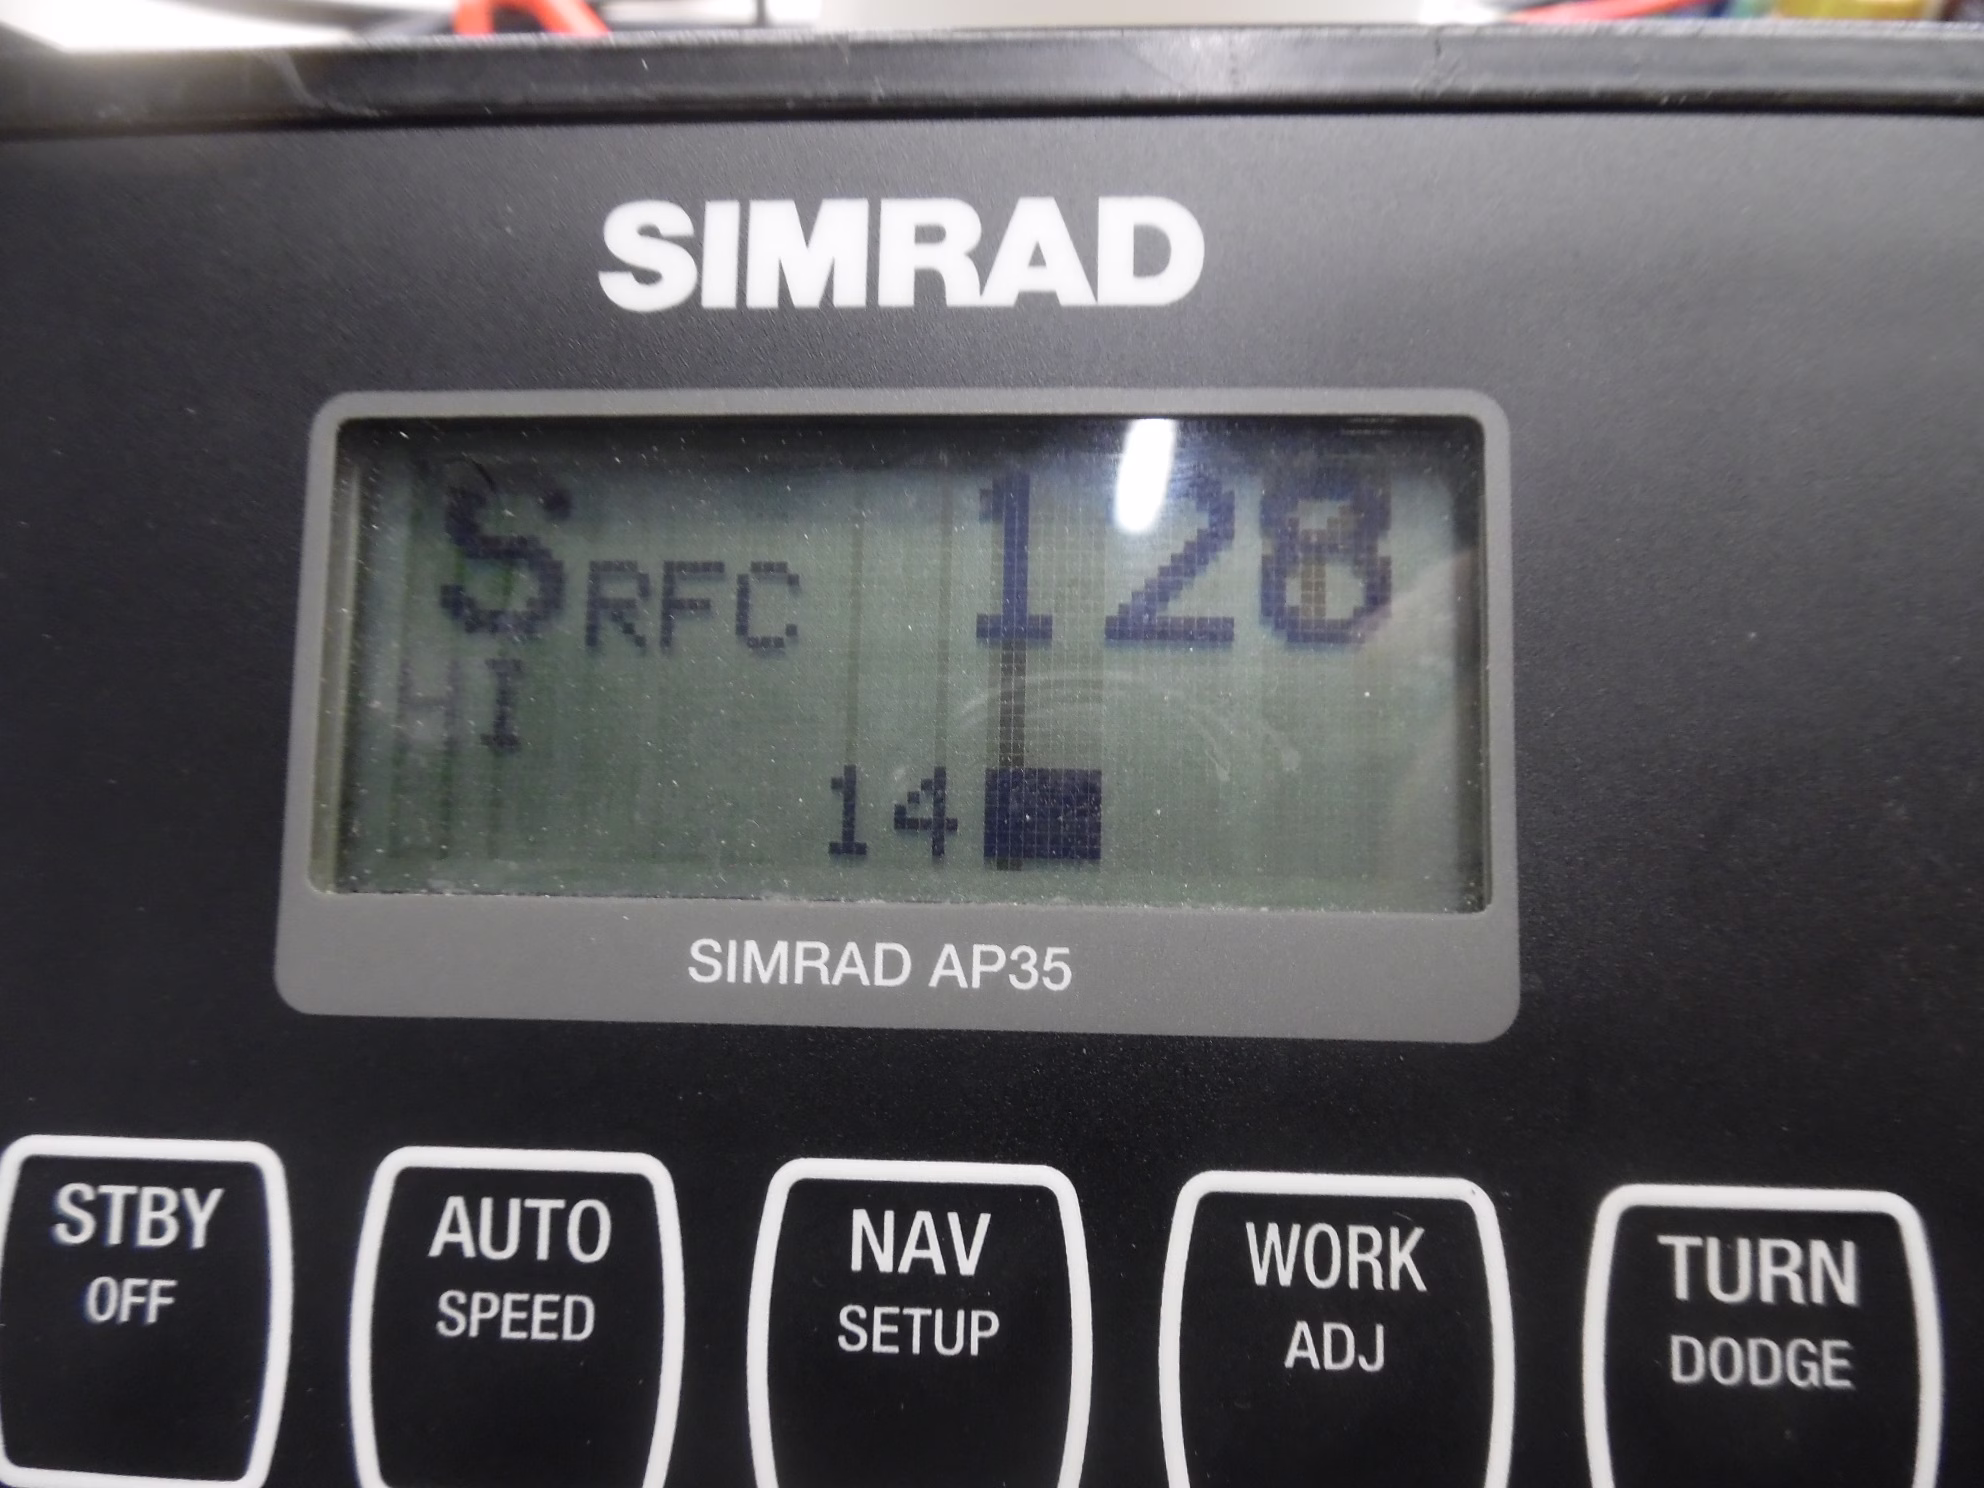 SIMRAD
S RFC 128
HI
14
SIMRAD AP35
STBY AUTO NAV WORK TURN
OFF SPEED SETUP ADJ DODGE